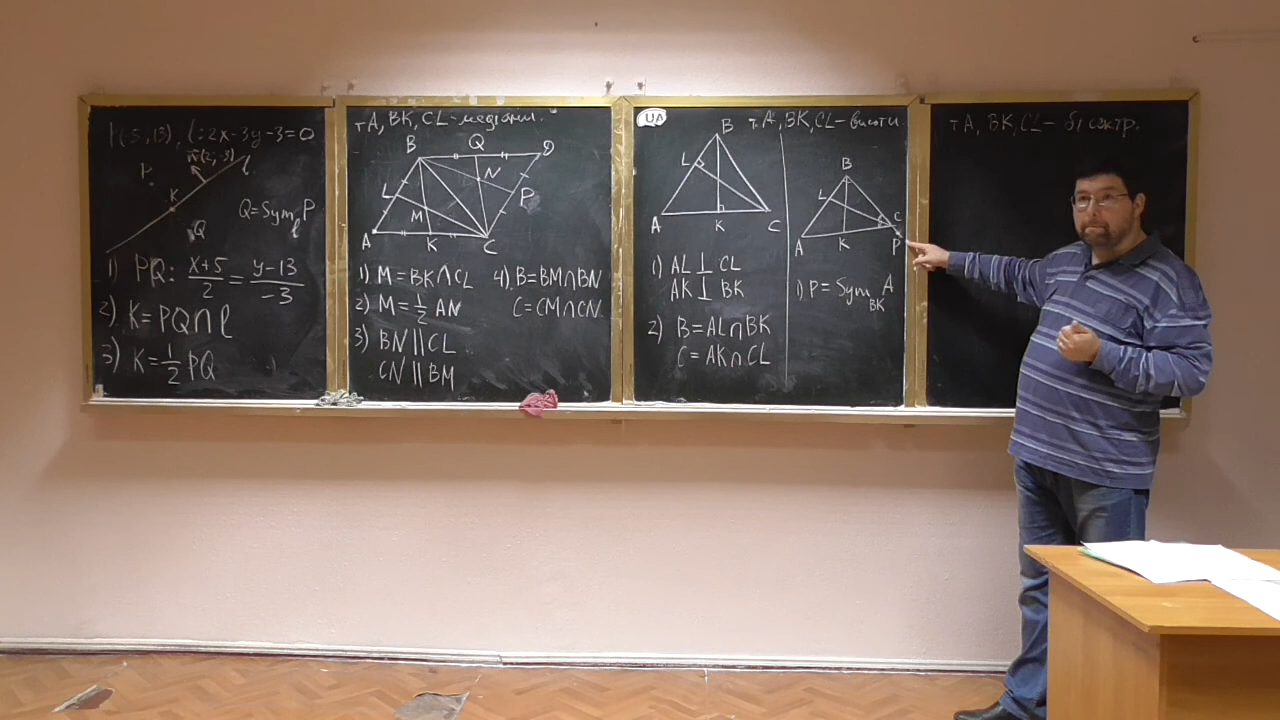 P(-5,13), l: 2x-3y-3=0
n(2,-3)
l
P
K
Q
Q=Sym_l P
1) PQ: (x+5)/2 = (y-13)/-3
2) K=PQ∩l
3) K=1/2 PQ
т.A, BK, CL-медіани.
B Q D
N
L P
M
A K C
1) M=BK∩CL
2) M=1/2 AN
3) BN∥CL
CN∥BM
4) B=BM∩BN
C=CM∩CN
UA
т.A, BK, CL-висоти.
B
L
A K C
1) AL⊥CL
AK⊥BK
2) B=AL∩BK
C=AK∩CL
B
L
C
A K P
1) P=Sym_BK A
т.A, BK, CL-бісектр.